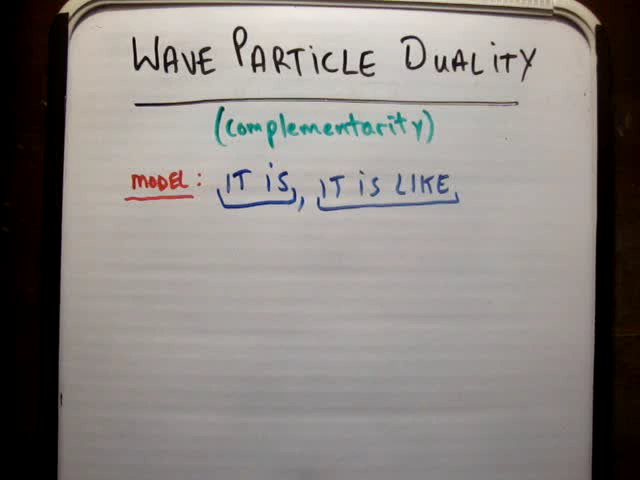 WAVE PARTICLE DUALITY
(complementarity)
MODEL: IT IS, IT IS LIKE